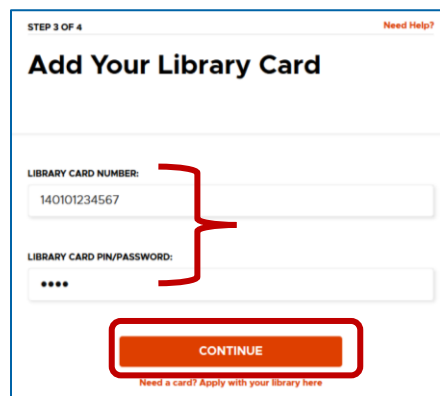 STEP 3 OF 4 Need Help?
Add Your Library Card
LIBRARY CARD NUMBER:
140101234567
LIBRARY CARD PIN/PASSWORD:
••••
CONTINUE
Need a card? Apply with your library here